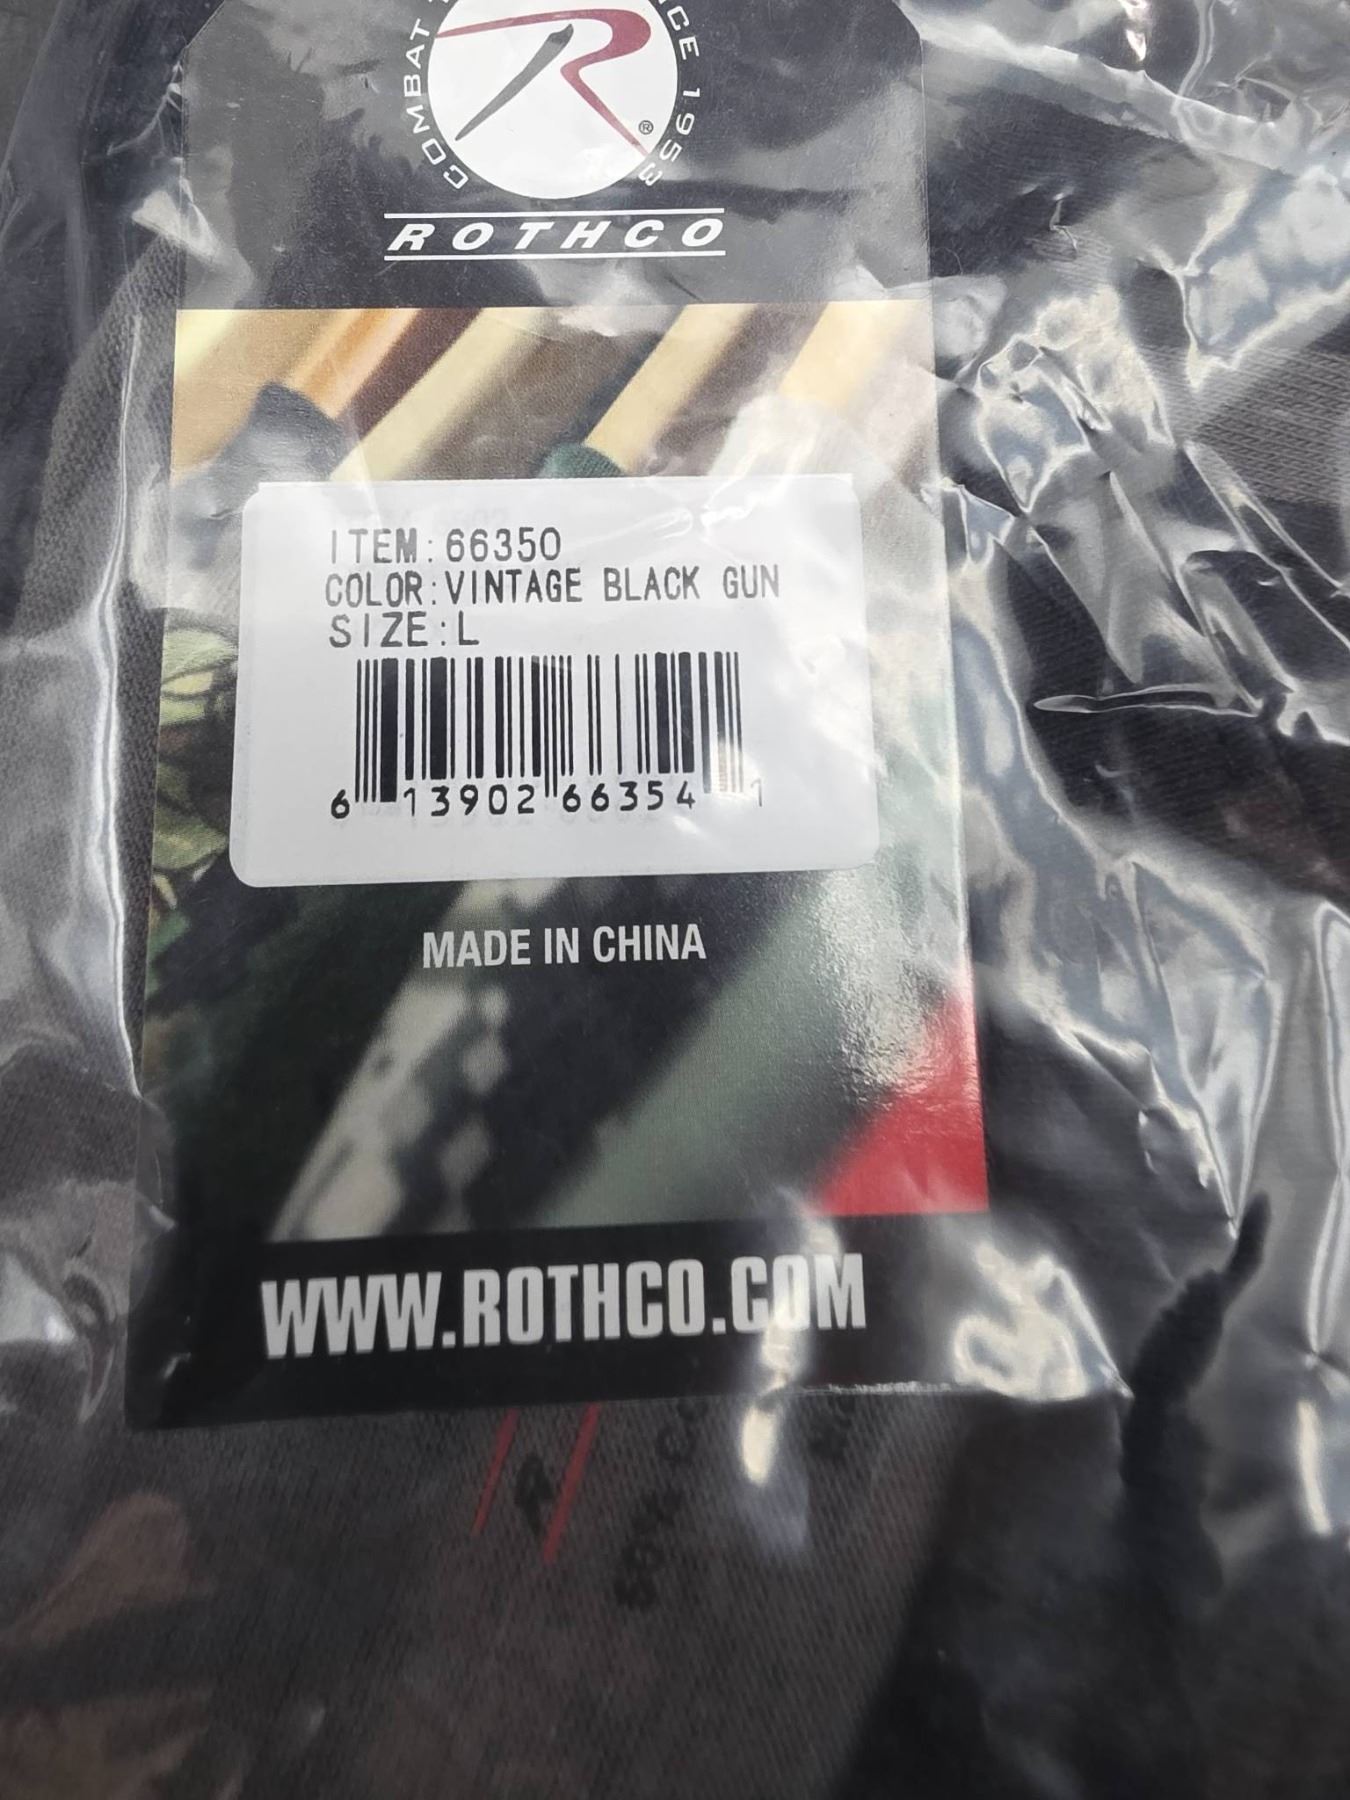 COMBAT
CE 1953
R
®
ROTHCO
ITEM:66350
COLOR:VINTAGE BLACK GUN
SIZE:L
6 13902 66354 1
MADE IN CHINA
WWW.ROTHCO.COM